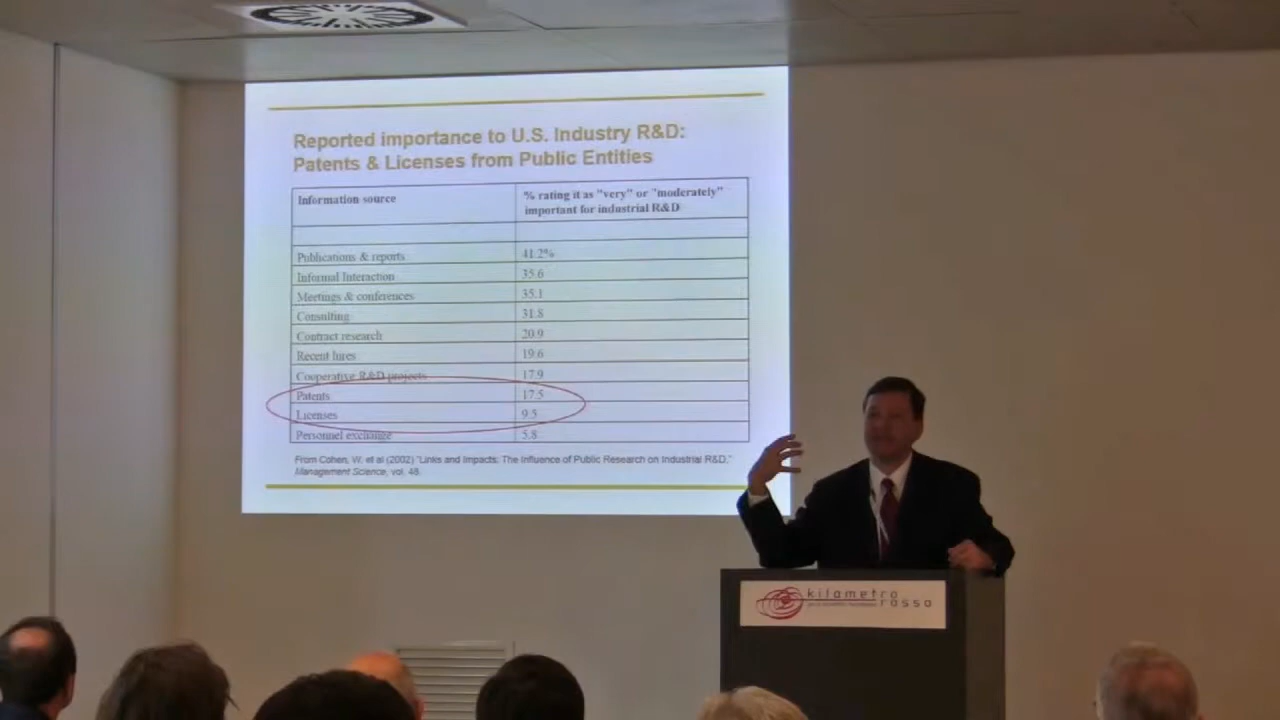 Reported importance to U.S. Industry R&D:
Patents & Licenses from Public Entities
Information source
% rating it as "very" or "moderately"
important for industrial R&D
Publications & reports 41.2%
Informal Interaction 35.6
Meetings & conferences 35.1
Consulting 31.8
Contract research 20.9
Recent hires 19.6
Cooperative R&D projects 17.9
Patents 17.5
Licenses 9.5
Personnel exchange 5.8
From Cohen, W. et al (2002) "Links and Impacts: The Influence of Public Research on Industrial R&D,"
Management Science, vol. 48.
kilometro
rosso